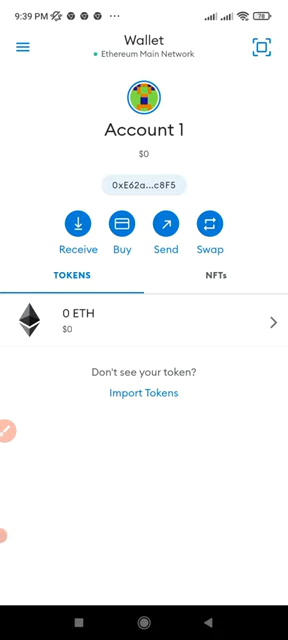 9:39 PM
78
Wallet
Ethereum Main Network
Account 1
$0
0xE62a...c8F5
Receive Buy Send Swap
TOKENS NFTs
0 ETH
$0
Don't see your token?
Import Tokens